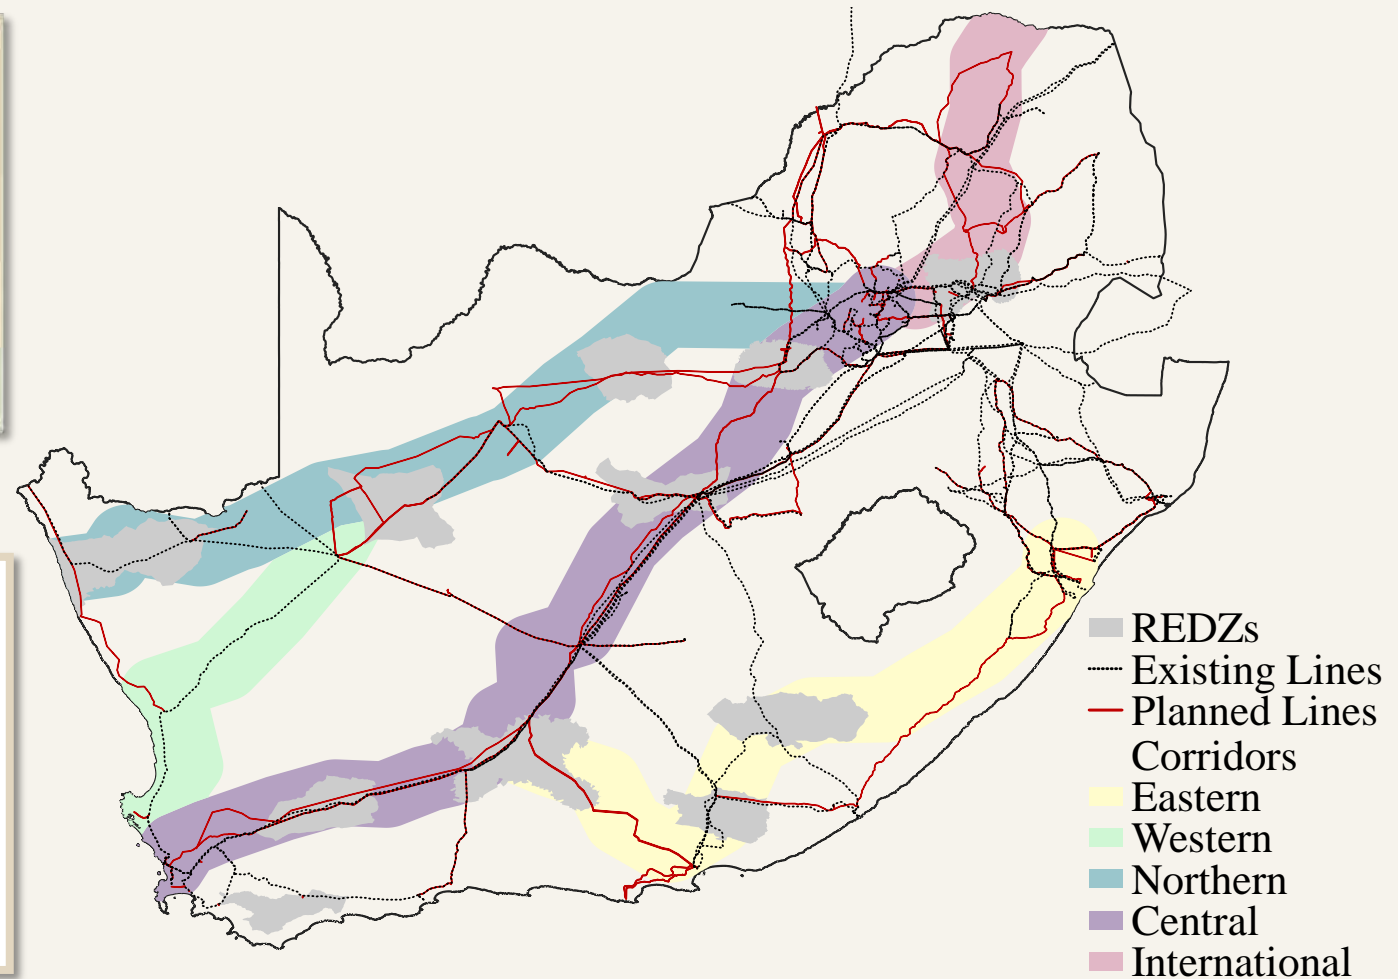 REDZs
Existing Lines
Planned Lines
Corridors
Eastern
Western
Northern
Central
International